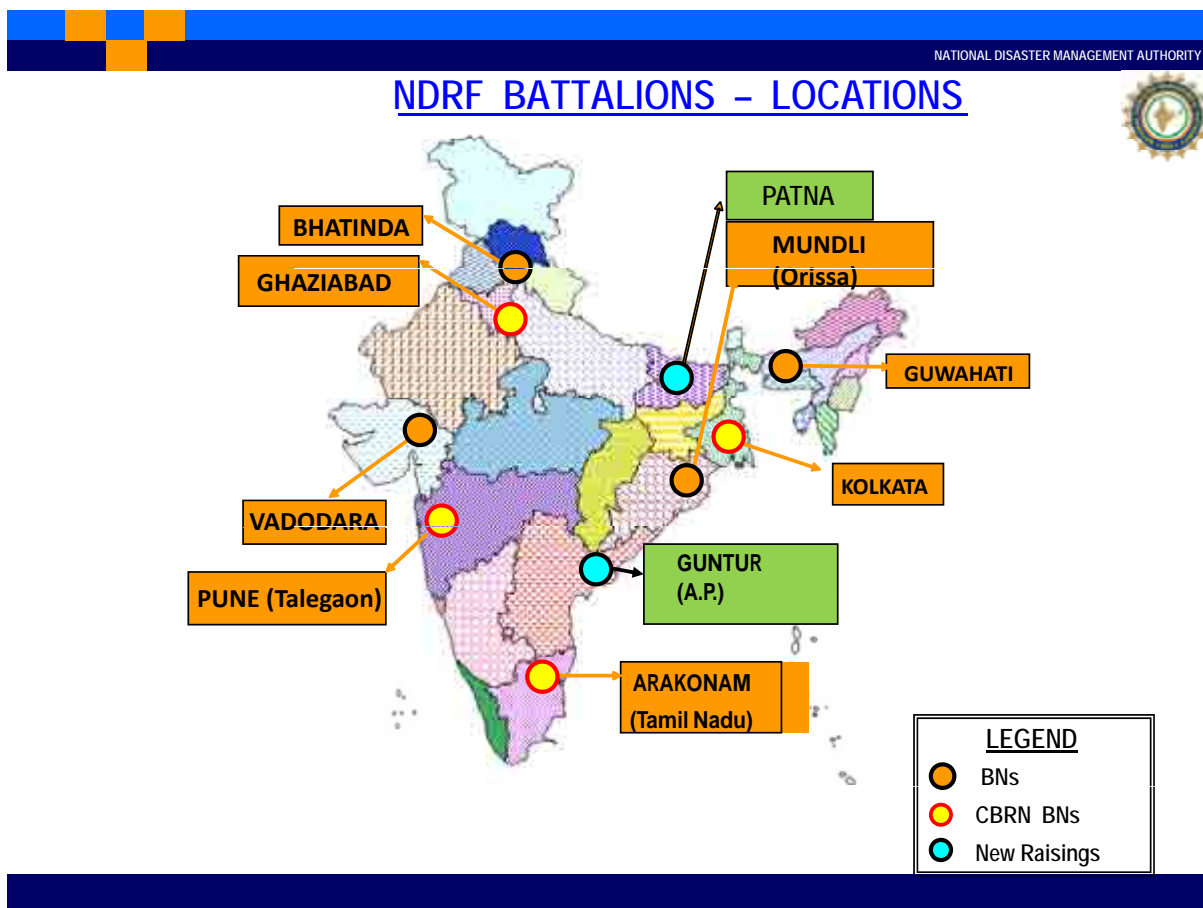 NATIONAL DISASTER MANAGEMENT AUTHORITY
NDRF BATTALIONS – LOCATIONS
PATNA
BHATINDA
MUNDLI
(Orissa)
GHAZIABAD
GUWAHATI
KOLKATA
VADODARA
GUNTUR
(A.P.)
PUNE (Talegaon)
ARAKONAM
(Tamil Nadu)
LEGEND
BNs
CBRN BNs
New Raisings